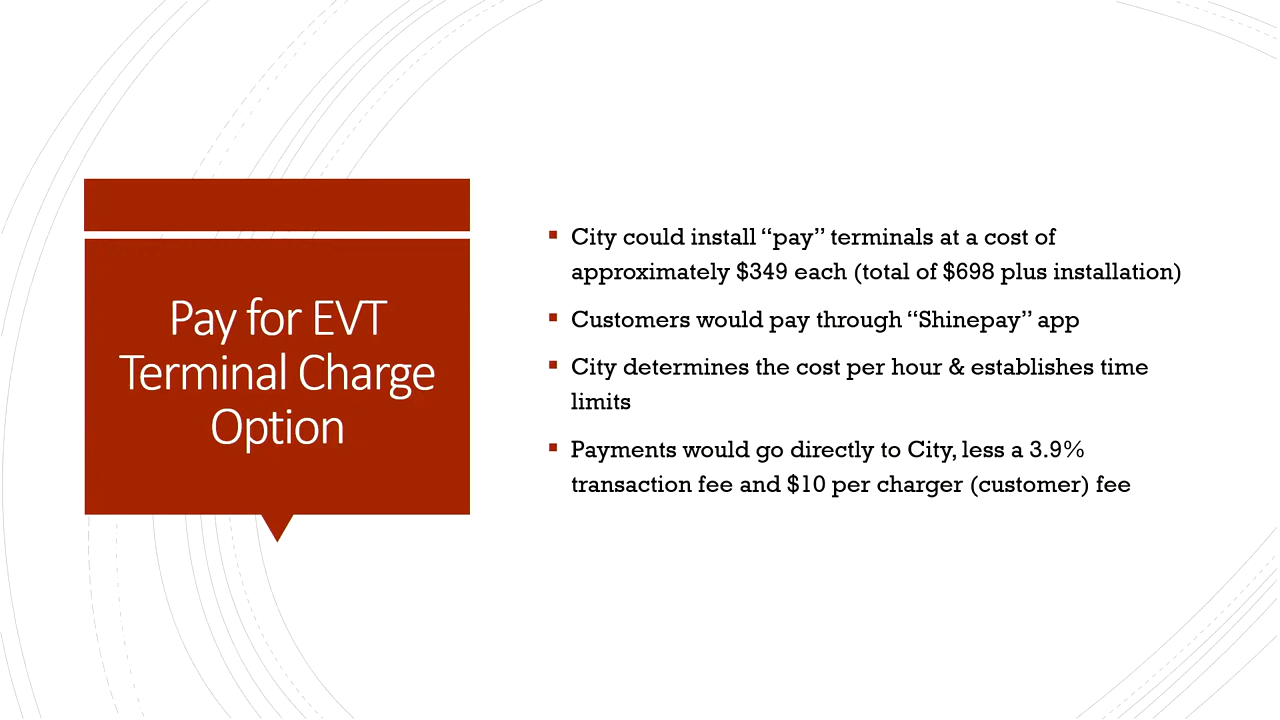 Pay for EVT
Terminal Charge
Option
▪ City could install “pay” terminals at a cost of
approximately $349 each (total of $698 plus installation)
▪ Customers would pay through “Shinepay” app
▪ City determines the cost per hour & establishes time
limits
▪ Payments would go directly to City, less a 3.9%
transaction fee and $10 per charger (customer) fee